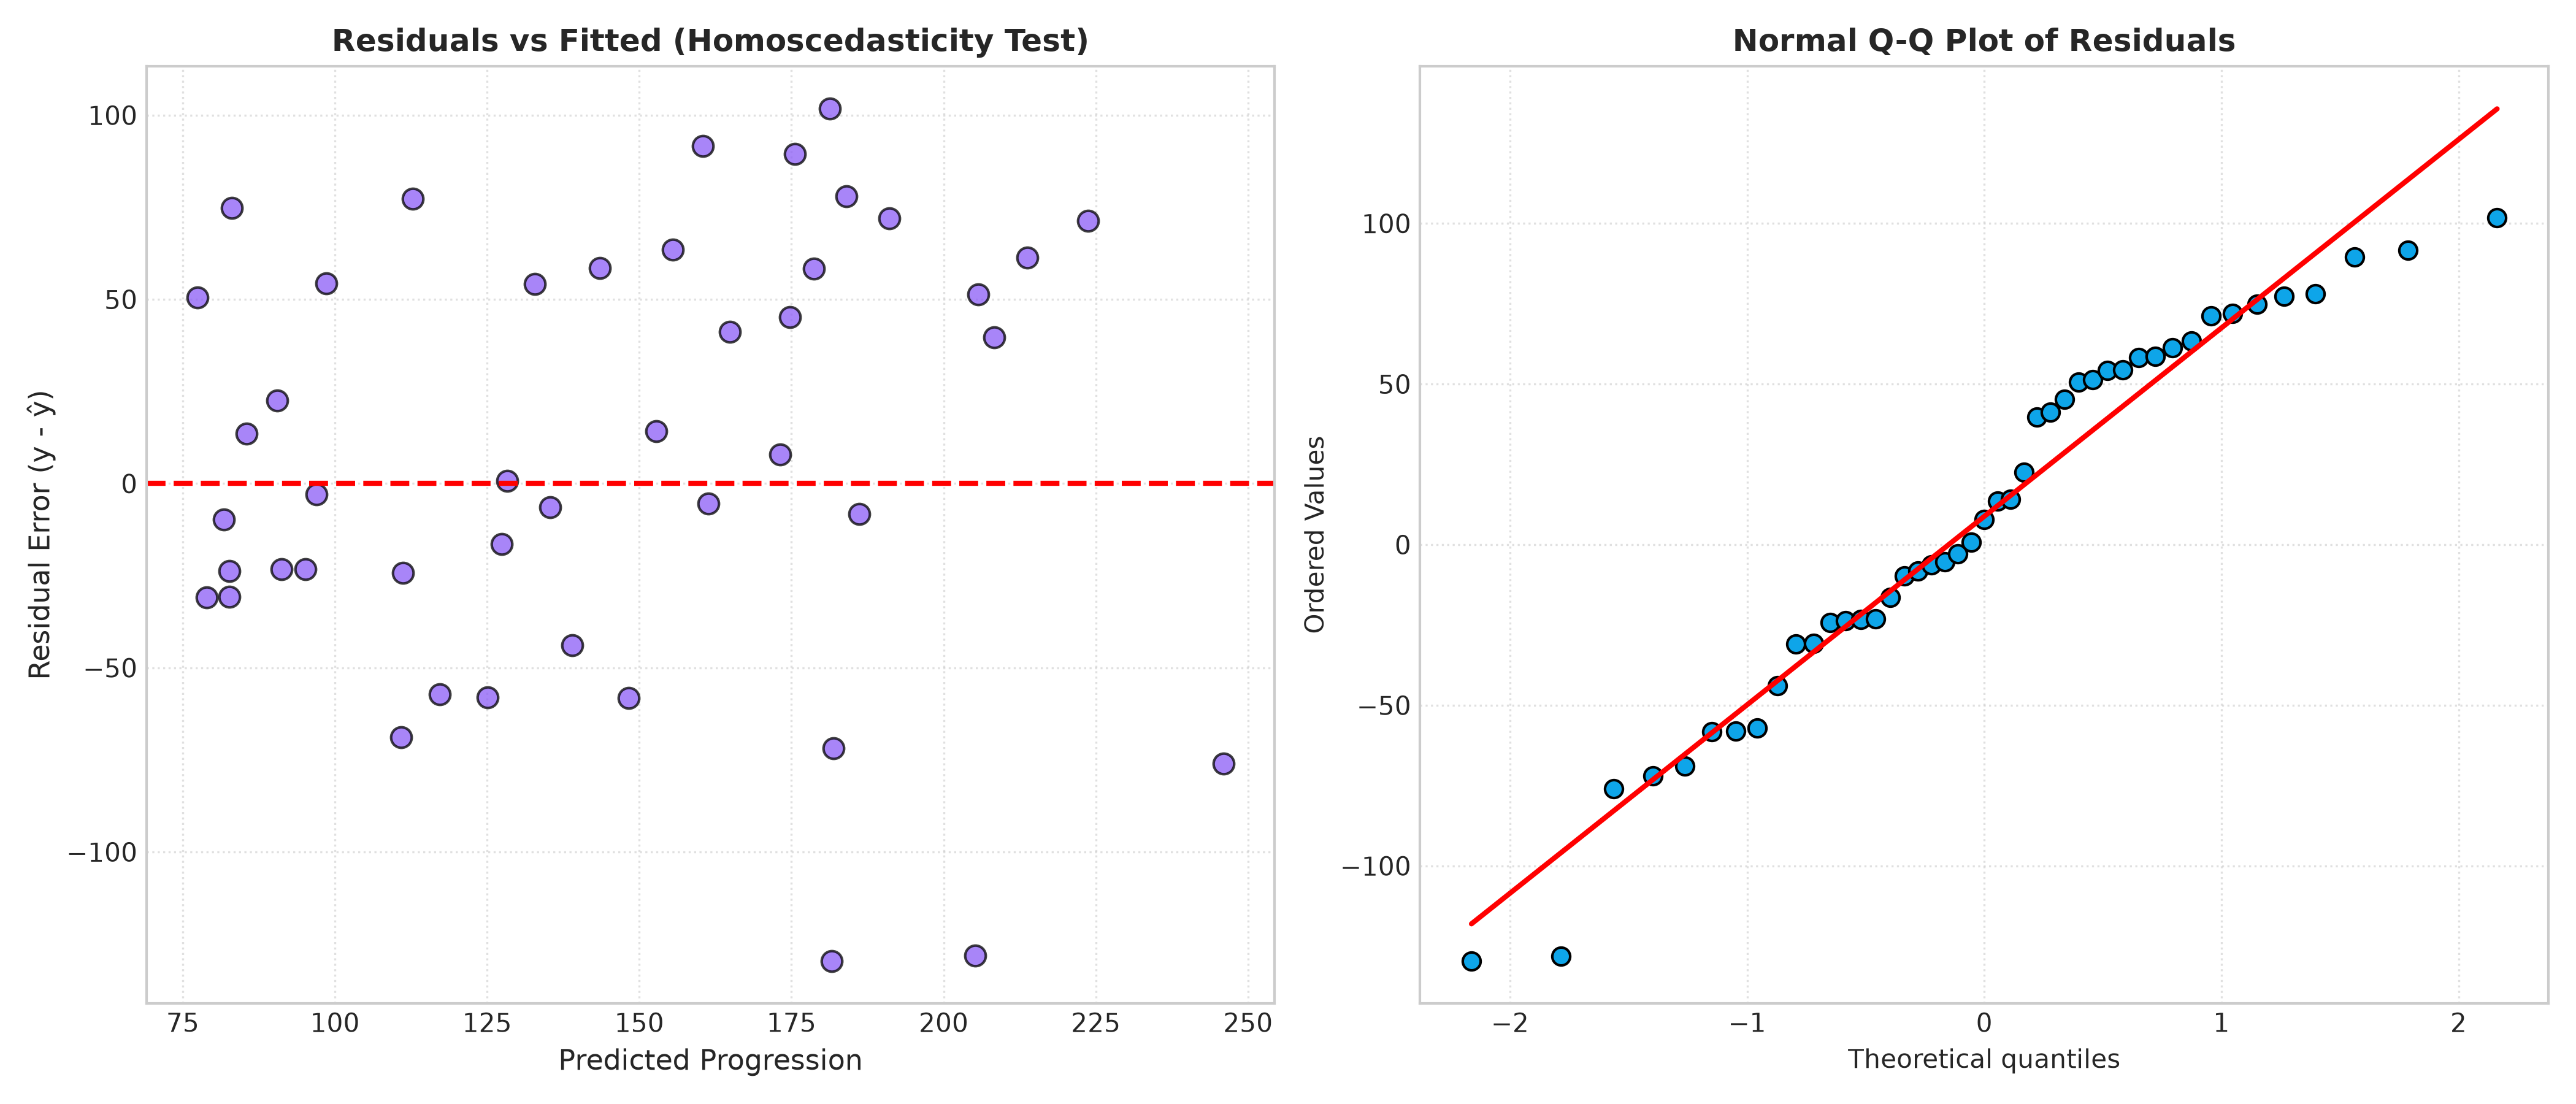 Residuals vs Fitted (Homoscedasticity Test)
100
50
0
−50
−100
Residual Error (y - ŷ)
75 100 125 150 175 200 225 250
Predicted Progression
Normal Q-Q Plot of Residuals
100
50
0
−50
−100
Ordered Values
−2 −1 0 1 2
Theoretical quantiles